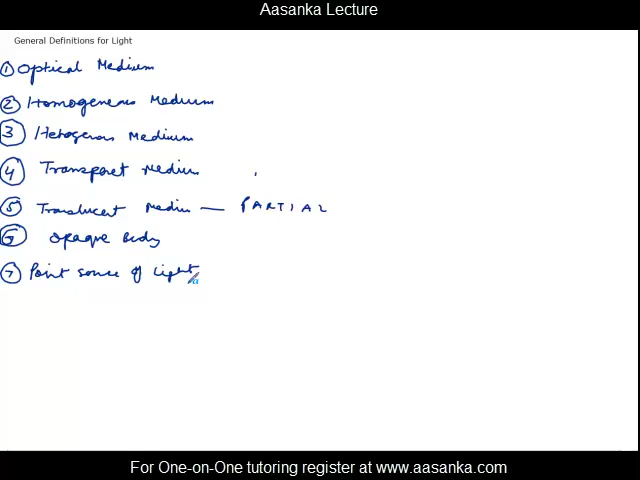 Aasanka Lecture
General Definitions for Light
1 Optical Medium
2 Homogeneous Medium
3 Hetogenous Medium
4 Transparet Medium
5 Translucent Medium — PARTIAL
6 Opaque Body
7 Point source of Light
For One-on-One tutoring register at www.aasanka.com